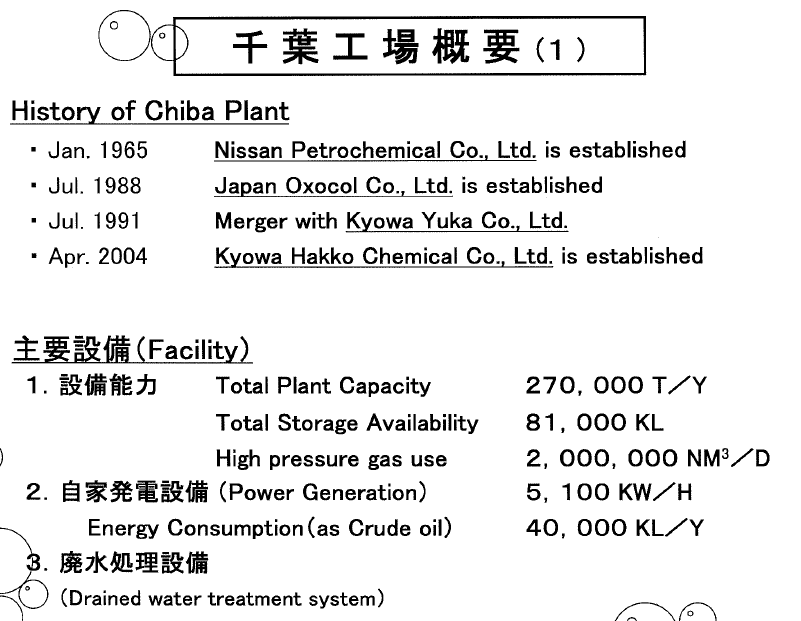 千葉工場概要(1)
History of Chiba Plant
・ Jan. 1965 Nissan Petrochemical Co., Ltd. is established
・ Jul. 1988 Japan Oxocol Co., Ltd. is established
・ Jul. 1991 Merger with Kyowa Yuka Co., Ltd.
・ Apr. 2004 Kyowa Hakko Chemical Co., Ltd. is established
主要設備(Facility)
1. 設備能力 Total Plant Capacity 270, 000 T/Y
Total Storage Availability 81, 000 KL
High pressure gas use 2, 000, 000 NM³/D
2. 自家発電設備 (Power Generation) 5, 100 KW/H
Energy Consumption(as Crude oil) 40, 000 KL/Y
3. 廃水処理設備
(Drained water treatment system)